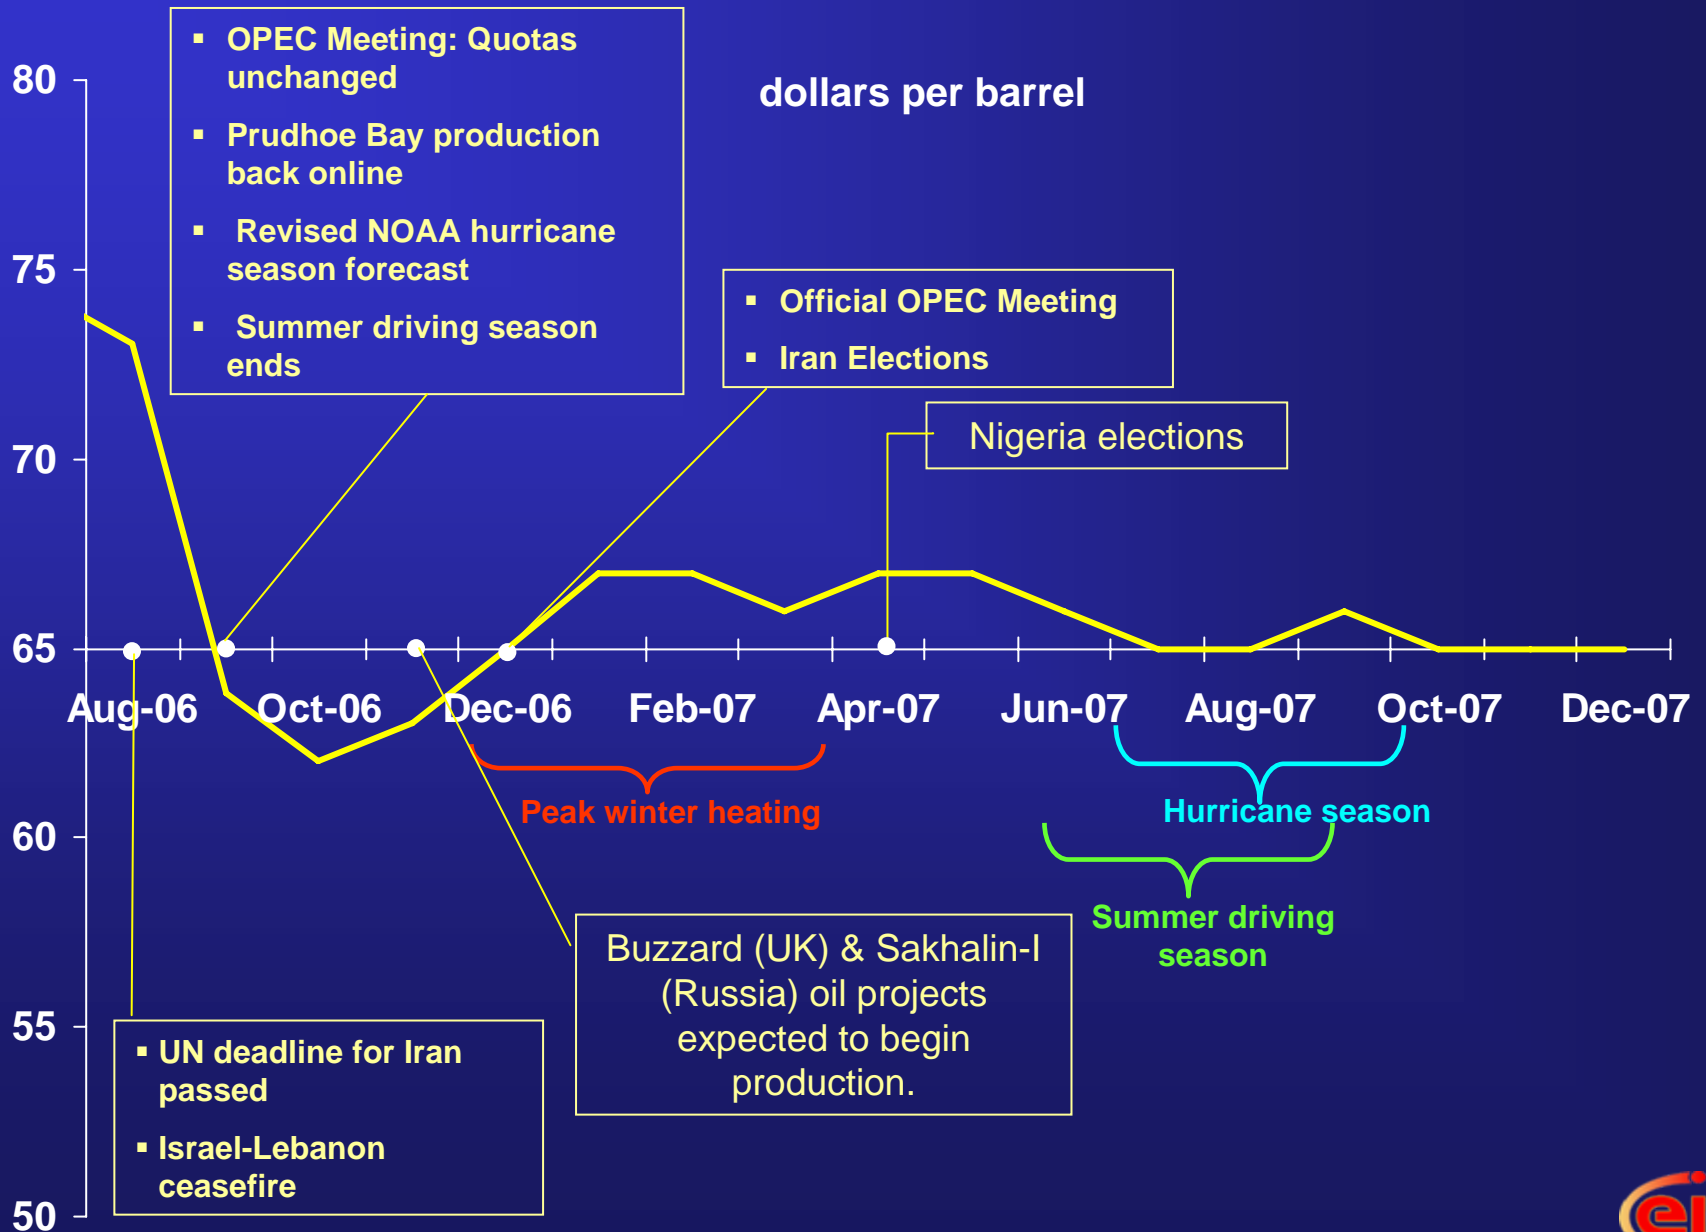 ▪ OPEC Meeting: Quotas
unchanged
▪ Prudhoe Bay production
back online
▪ Revised NOAA hurricane
season forecast
▪ Summer driving season
ends
dollars per barrel
▪ Official OPEC Meeting
▪ Iran Elections
Nigeria elections
80
75
70
65
60
55
50
Aug-06 Oct-06 Dec-06 Feb-07 Apr-07 Jun-07 Aug-07 Oct-07 Dec-07
Peak winter heating
Hurricane season
Summer driving
season
Buzzard (UK) & Sakhalin-I
(Russia) oil projects
expected to begin
production.
▪ UN deadline for Iran
passed
▪ Israel-Lebanon
ceasefire
ei